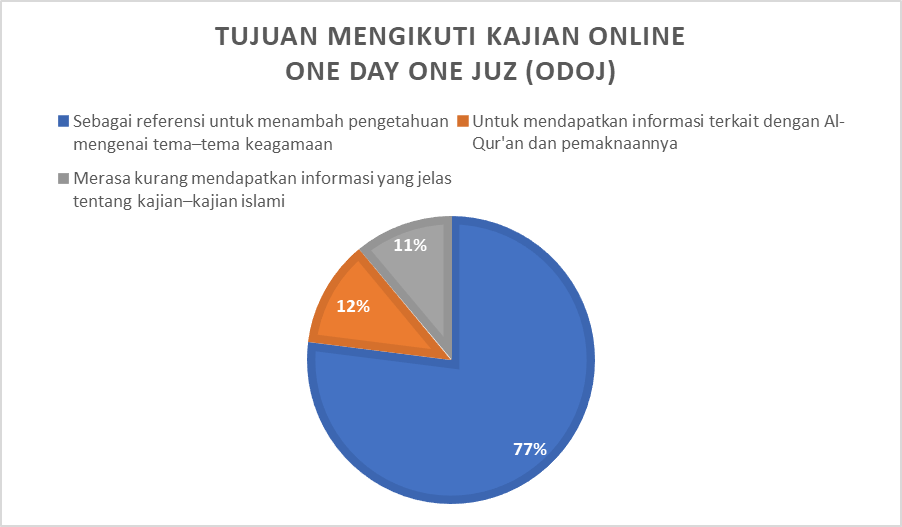 TUJUAN MENGIKUTI KAJIAN ONLINE
ONE DAY ONE JUZ (ODOJ)
Sebagai referensi untuk menambah pengetahuan
mengenai tema–tema keagamaan
Untuk mendapatkan informasi terkait dengan Al-
Qur'an dan pemaknaannya
Merasa kurang mendapatkan informasi yang jelas
tentang kajian–kajian islami
11%
12%
77%